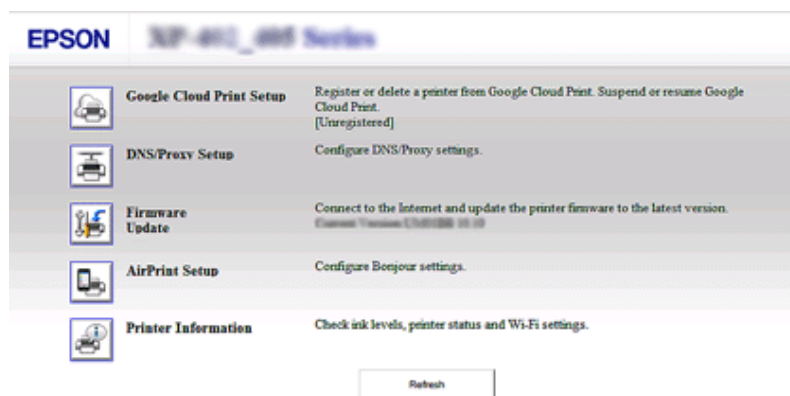 EPSON
Series
Google Cloud Print Setup
Register or delete a printer from Google Cloud Print. Suspend or resume Google
Cloud Print.
[Unregistered]
DNS/Proxy Setup
Configure DNS/Proxy settings.
Firmware
Update
Connect to the Internet and update the printer firmware to the latest version.
AirPrint Setup
Configure Bonjour settings.
Printer Information
Check ink levels, printer status and Wi-Fi settings.
Refresh